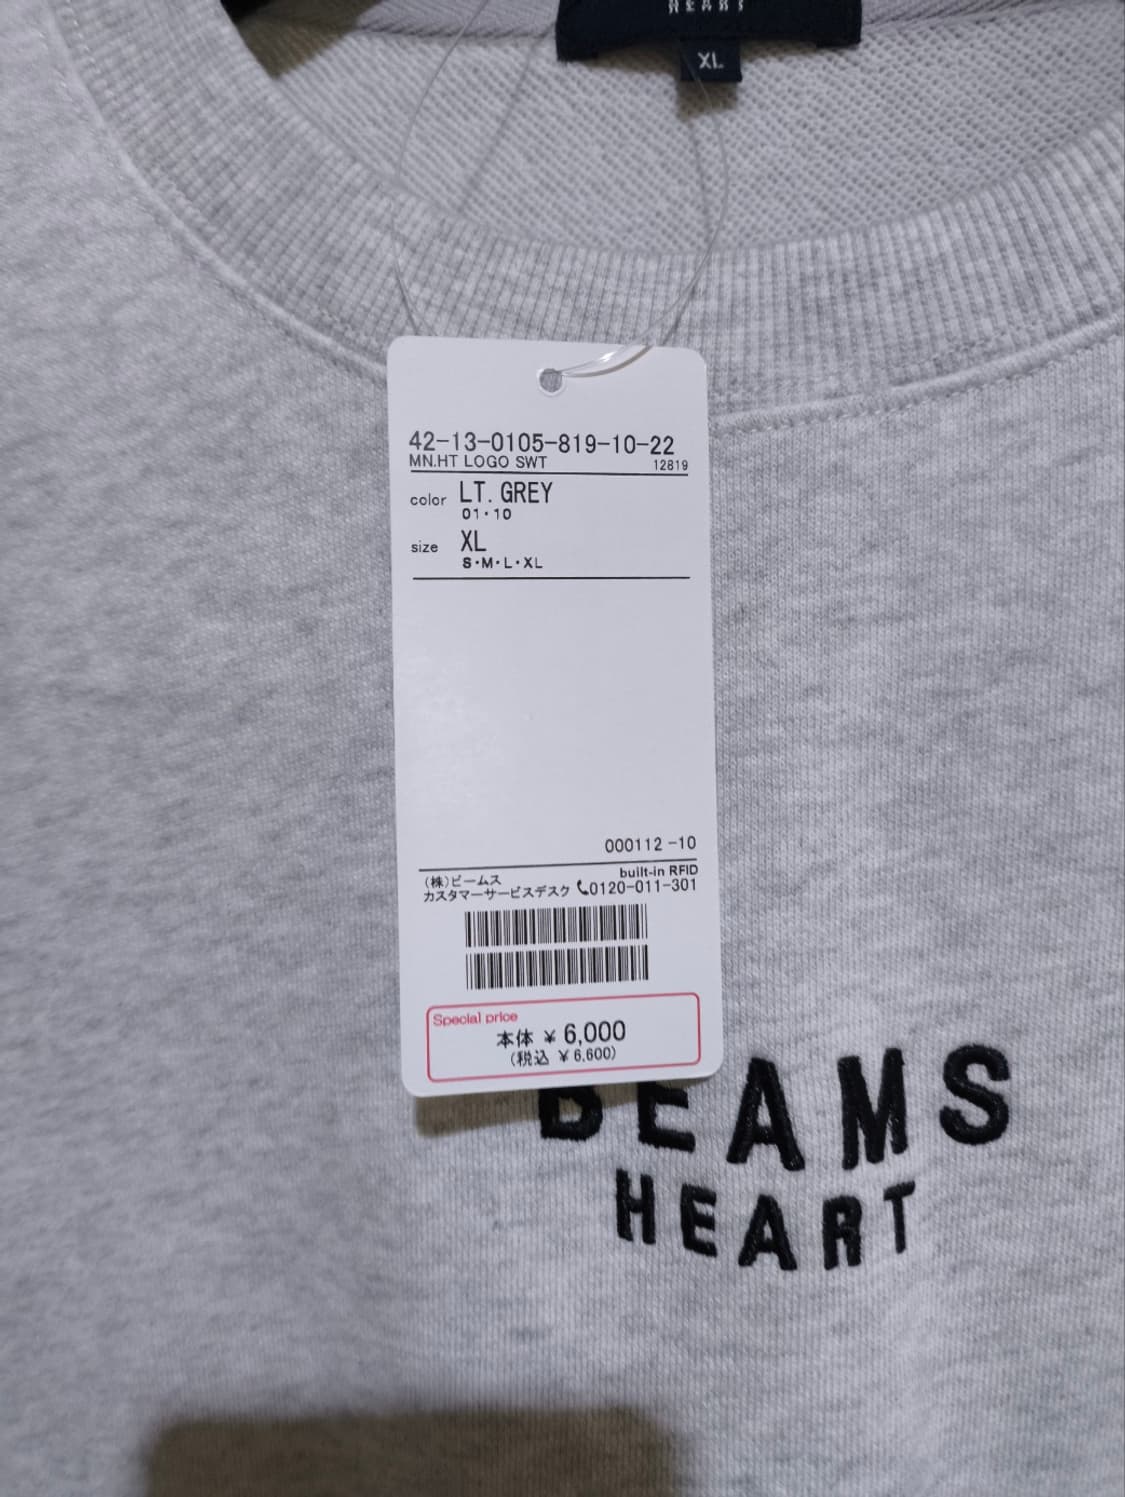 HEART
XL
42-13-0105-819-10-22
MN.HT LOGO SWT 12819
color LT. GREY
01・10
size XL
S・M・L・XL
000112 -10
built-in RFID
(株)ビームス
カスタマーサービスデスク 0120-011-301
Special price
本体 ¥ 6,000
(税込 ¥ 6,600)
BEAMS
HEART